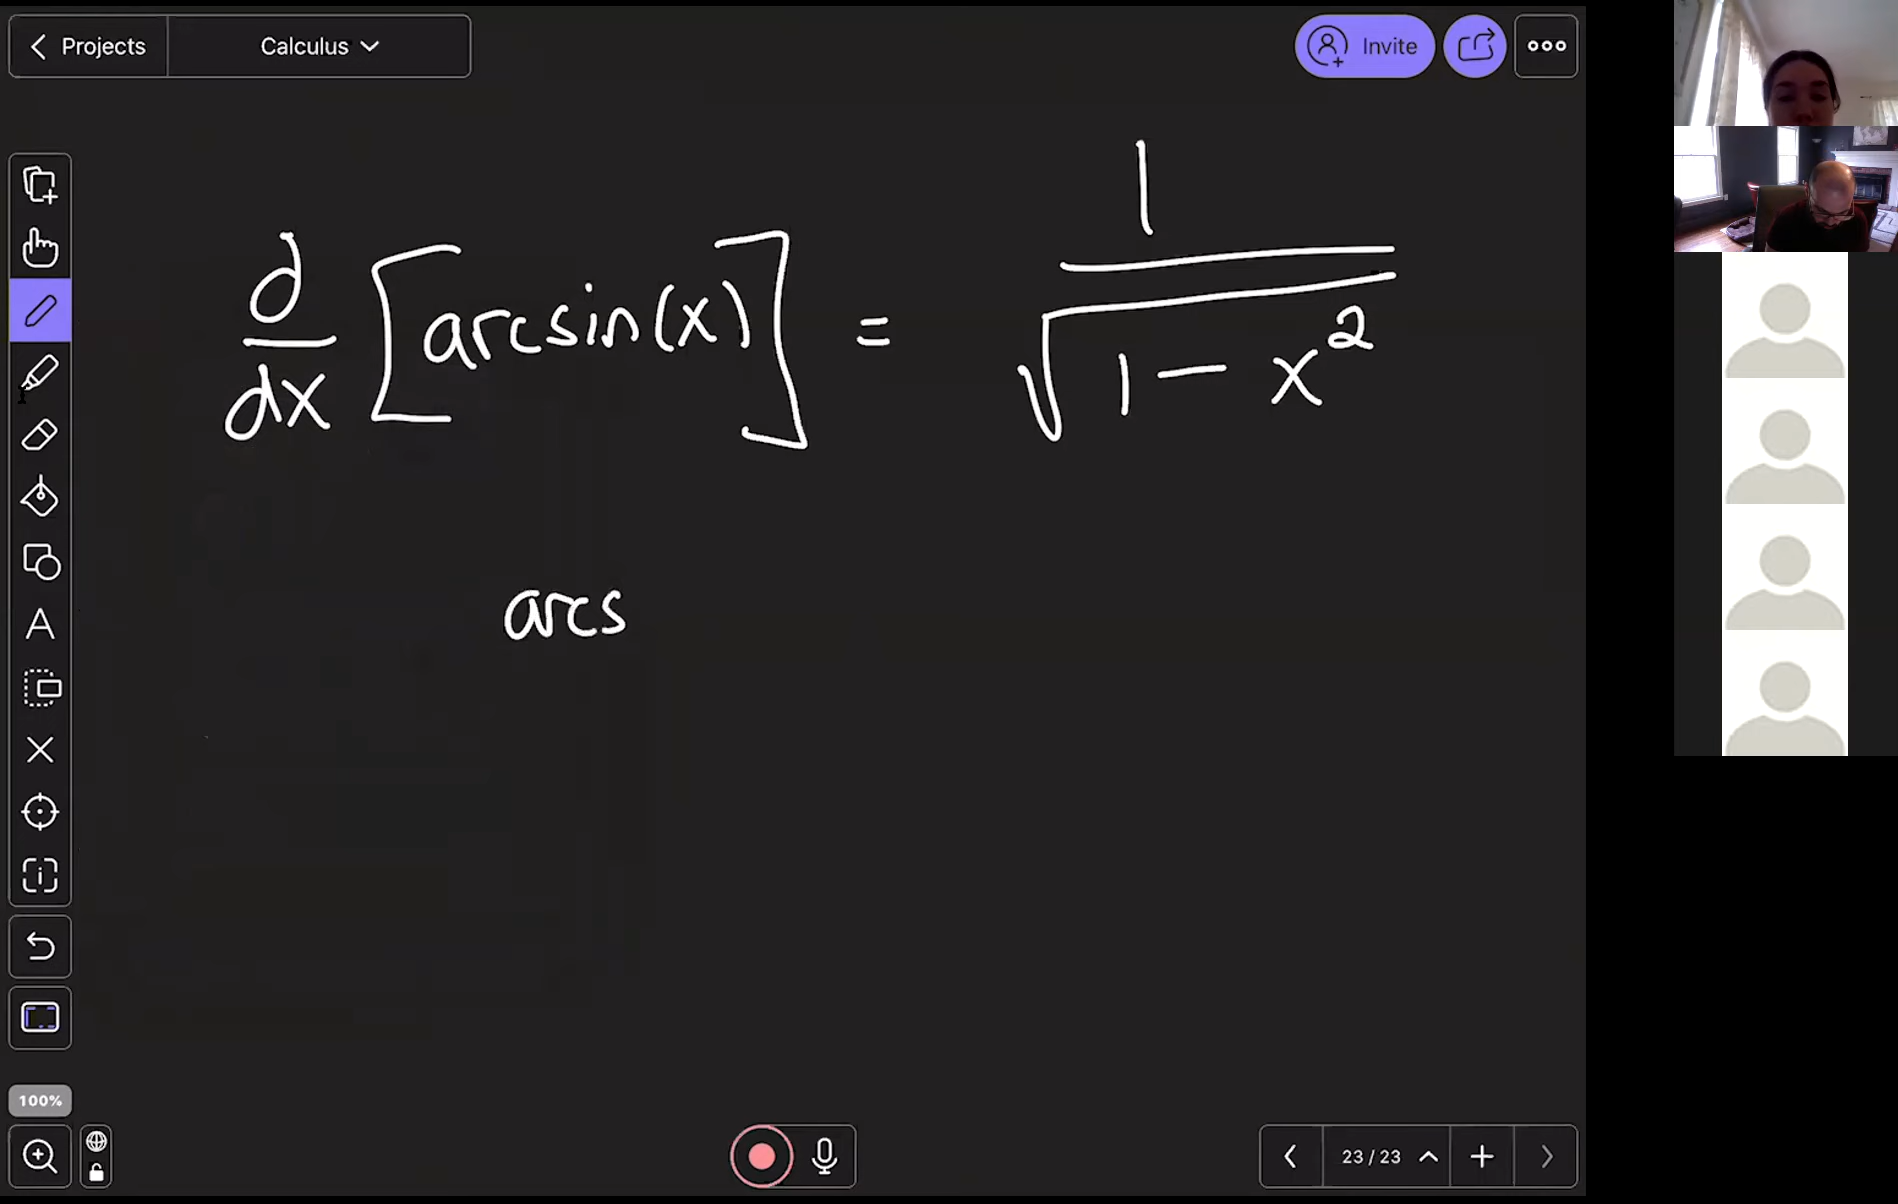 Projects Calculus Invite
d/dx [arcsin(x)] = 1/√(1 − x²)
arcs
100%
23 / 23